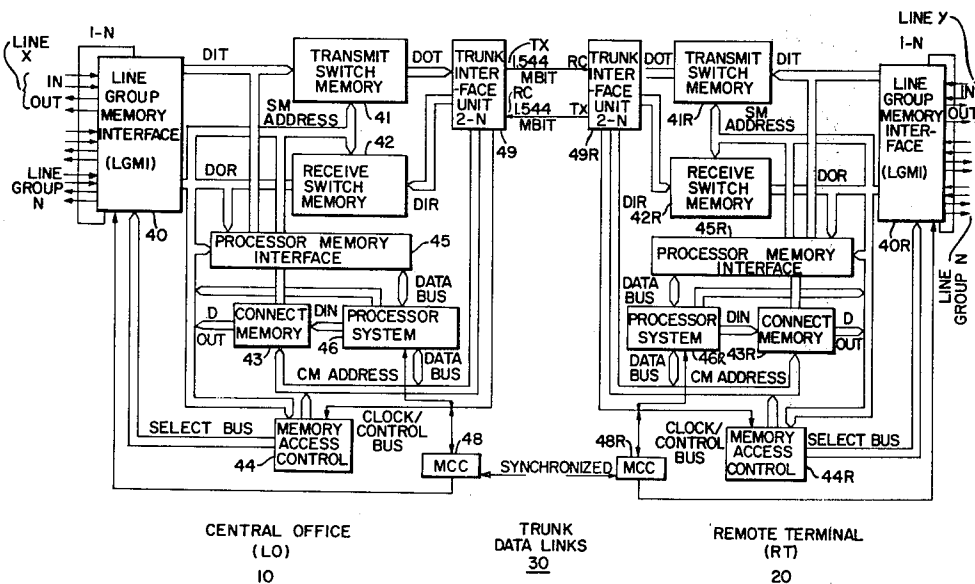 LINE
X
I-N
IN
OUT
LINE
GROUP
MEMORY
INTERFACE
(LGMI)
LINE
GROUP
N
40
DIT
TRANSMIT
SWITCH
MEMORY
41
DOT
SM
ADDRESS
42
DOR
RECEIVE
SWITCH
MEMORY
DIR
TRUNK
INTER
-FACE
UNIT
2-N
49
TX
1.544
MBIT
RC
RC
1.544
MBIT
TX
TRUNK
INTER-
FACE
UNIT
2-N
49R
DOT
TRANSMIT
SWITCH
MEMORY
41R
DIT
SM
ADDRESS
RECEIVE
SWITCH
MEMORY
DOR
DIR
42R
LINE Y
I-N
LINE
GROUP
MEMORY
INTER-
FACE
(LGMI)
IN
OUT
40R
LINE
GROUP N
PROCESSOR MEMORY
INTERFACE
45
DATA
BUS
D
OUT
CONNECT
MEMORY
43
DIN
46
PROCESSOR
SYSTEM
DATA
BUS
CM ADDRESS
SELECT BUS
44
MEMORY
ACCESS
CONTROL
CLOCK/
CONTROL
BUS
48
MCC
SYNCHRONIZED
45R
PROCESSOR MEMORY
INTERFACE
DATA
BUS
PROCESSOR
SYSTEM
46R
DIN
CONNECT
MEMORY
43R
D
OUT
DATA
BUS
CM ADDRESS
48R
MCC
CLOCK/
CONTROL
BUS
MEMORY
ACCESS
CONTROL
44R
SELECT BUS
CENTRAL OFFICE
(LO)
10
TRUNK
DATA LINKS
30
REMOTE TERMINAL
(RT)
20